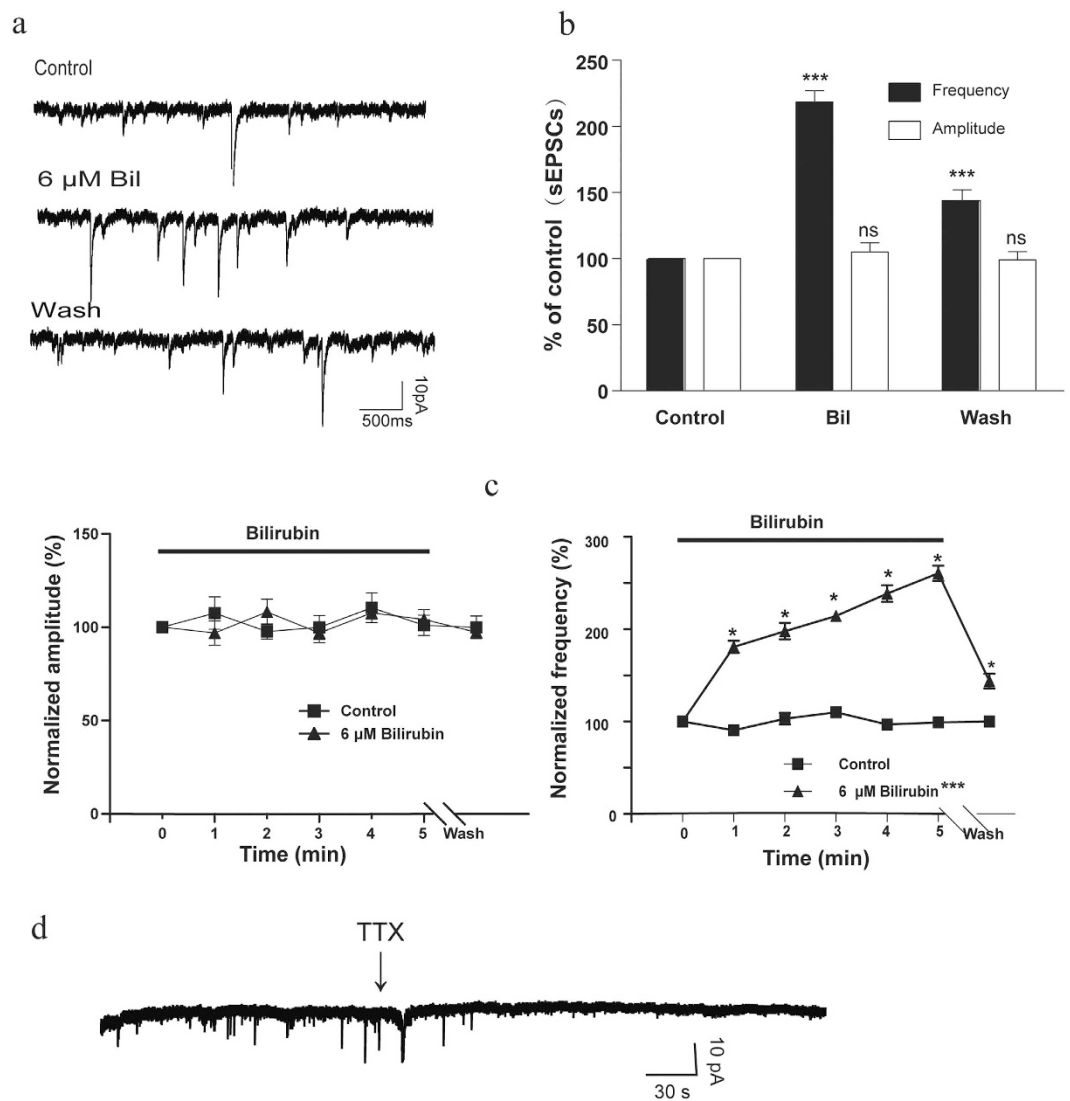 a
Control
6 µM Bil
Wash
10pA
500ms
b
% of control (sEPSCs)
250
200
150
100
50
0
***
***
ns
ns
Frequency
Amplitude
Control Bil Wash
c
Normalized amplitude (%)
150
100
50
0
Bilirubin
Control
6 µM Bilirubin
0 1 2 3 4 5 Wash
Time (min)
Normalized frequency (%)
300
200
100
0
Bilirubin
* * * * * *
Control
6 µM Bilirubin***
0 1 2 3 4 5 Wash
Time (min)
d
TTX
10 pA
30 s